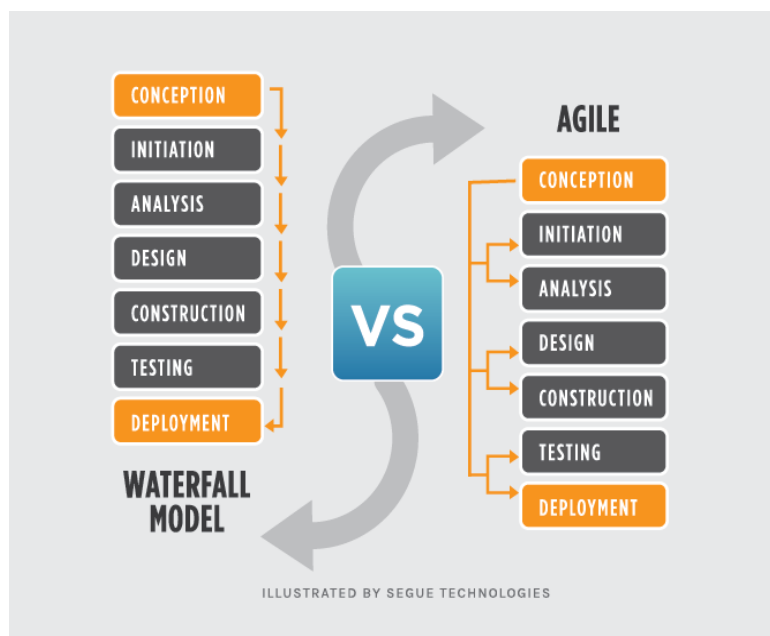 CONCEPTION
INITIATION
ANALYSIS
DESIGN
CONSTRUCTION
TESTING
DEPLOYMENT
WATERFALL
MODEL
VS
AGILE
CONCEPTION
INITIATION
ANALYSIS
DESIGN
CONSTRUCTION
TESTING
DEPLOYMENT
ILLUSTRATED BY SEGUE TECHNOLOGIES